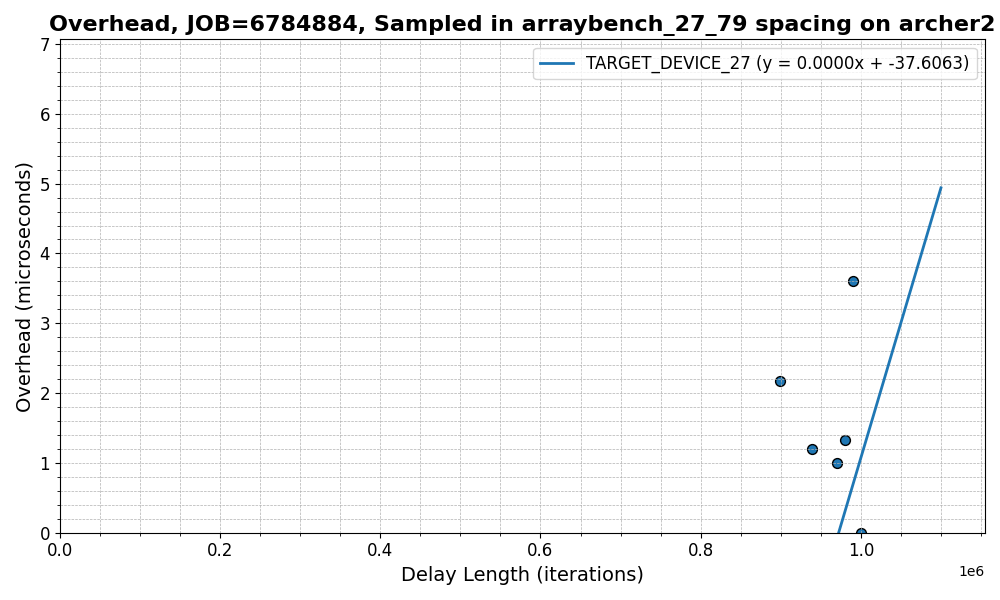 Overhead, JOB=6784884, Sampled in arraybench_27_79 spacing on archer2
TARGET_DEVICE_27 (y = 0.0000x + -37.6063)
Overhead (microseconds)
7
6
5
4
3
2
1
0
0.0 0.2 0.4 0.6 0.8 1.0
1e6
Delay Length (iterations)